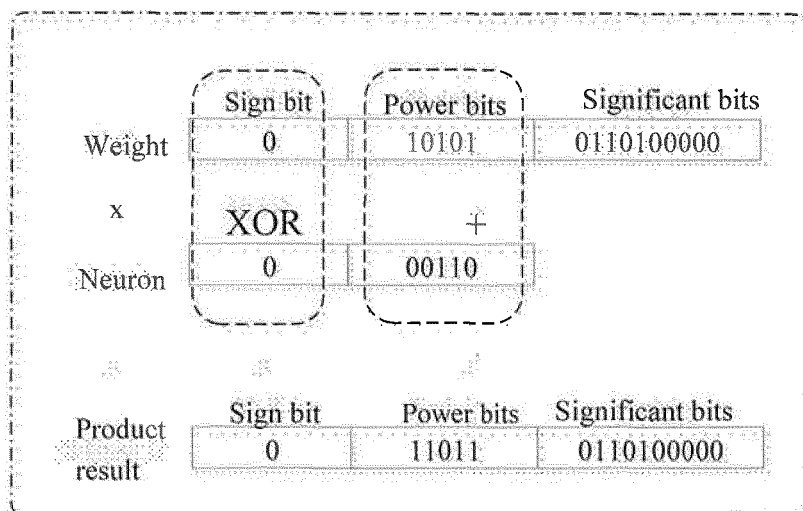 Sign bit Power bits Significant bits
Weight 0 10101 0110100000
x XOR +
Neuron 0 00110
Sign bit Power bits Significant bits
Product
0 11011 0110100000
result